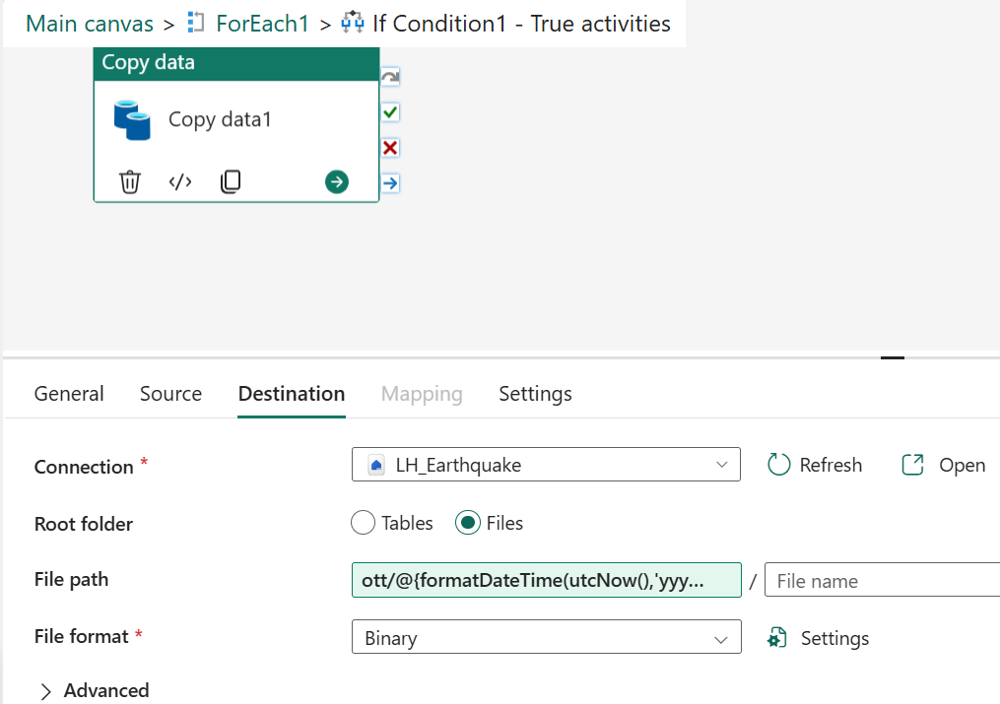 Main canvas > ForEach1 > If Condition1 - True activities
Copy data
Copy data1
General Source Destination Mapping Settings
Connection * LH_Earthquake Refresh Open
Root folder Tables Files
File path ott/@{formatDateTime(utcNow(),'yyy... / File name
File format * Binary Settings
Advanced